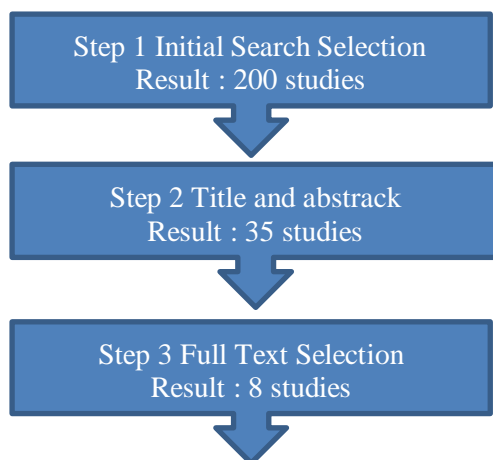 Step 1 Initial Search Selection
Result : 200 studies
Step 2 Title and abstrack
Result : 35 studies
Step 3 Full Text Selection
Result : 8 studies